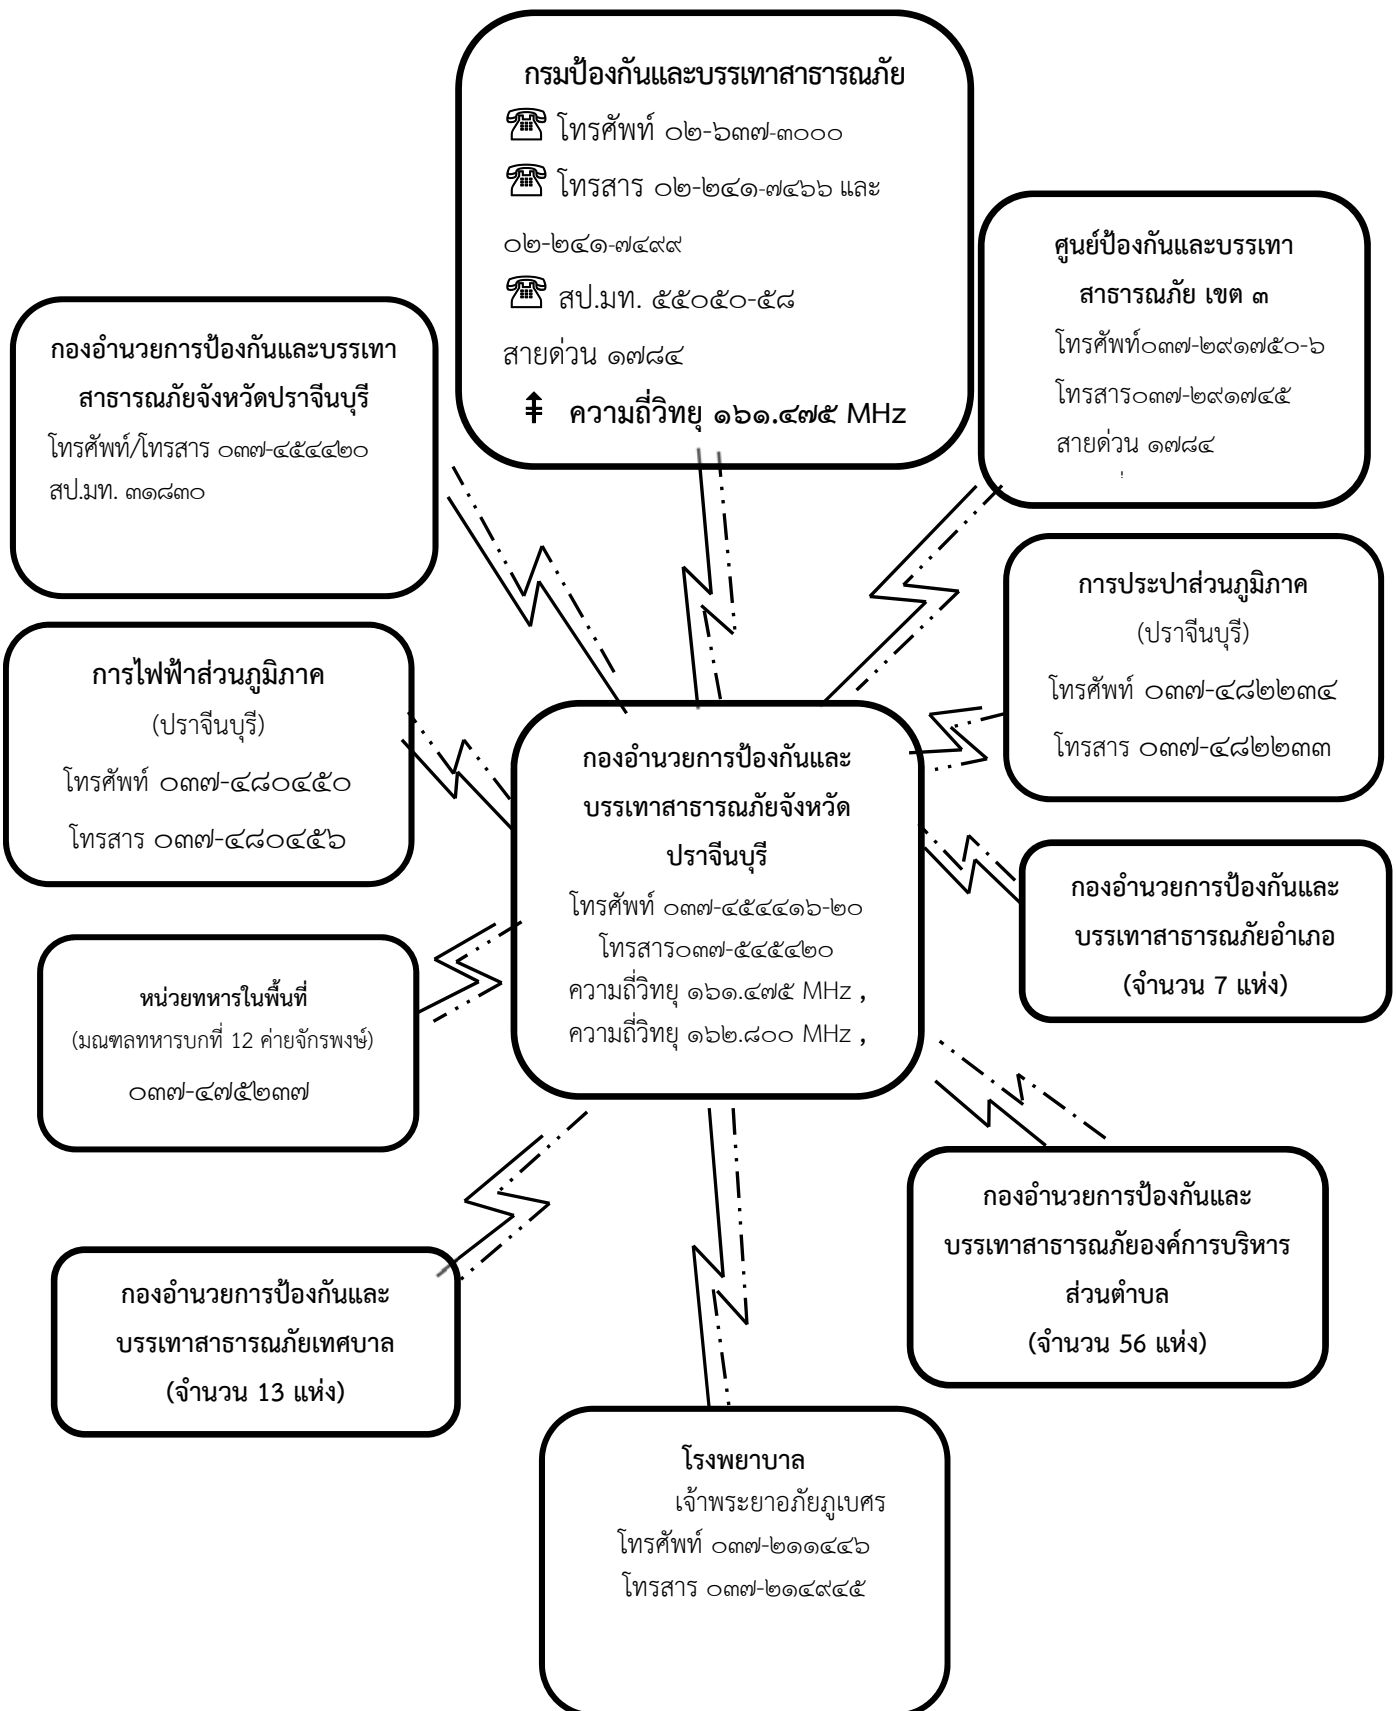 กรมป้องกันและบรรเทาสาธารณภัย
โทรศัพท์ ๐๒-๖๓๗-๓๐๐๐
โทรสาร ๐๒-๒๔๑-๗๔๖๖ และ
๐๒-๒๔๑-๗๔๙๙
สป.มท. ๕๕๐๕๐-๕๘
สายด่วน ๑๗๘๔
ความถี่วิทยุ ๑๖๑.๔๗๕ MHz
ศูนย์ป้องกันและบรรเทา
สาธารณภัย เขต ๓
โทรศัพท์๐๓๗-๒๙๑๗๕๐-๖
โทรสาร๐๓๗-๒๙๑๗๔๕
สายด่วน ๑๗๘๔
กองอำนวยการป้องกันและบรรเทา
สาธารณภัยจังหวัดปราจีนบุรี
โทรศัพท์/โทรสาร ๐๓๗-๔๕๔๔๒๐
สป.มท. ๓๑๘๓๐
การประปาส่วนภูมิภาค
(ปราจีนบุรี)
โทรศัพท์ ๐๓๗-๔๘๒๒๓๔
โทรสาร ๐๓๗-๔๘๒๒๓๓
การไฟฟ้าส่วนภูมิภาค
(ปราจีนบุรี)
โทรศัพท์ ๐๓๗-๔๘๐๔๕๐
โทรสาร ๐๓๗-๔๘๐๔๕๖
กองอำนวยการป้องกันและ
บรรเทาสาธารณภัยจังหวัด
ปราจีนบุรี
โทรศัพท์ ๐๓๗-๔๕๔๔๑๖-๒๐
โทรสาร๐๓๗-๕๔๕๔๒๐
ความถี่วิทยุ ๑๖๑.๔๗๕ MHz ,
ความถี่วิทยุ ๑๖๒.๘๐๐ MHz ,
กองอำนวยการป้องกันและ
บรรเทาสาธารณภัยอำเภอ
(จำนวน 7 แห่ง)
หน่วยทหารในพื้นที่
(มณฑลทหารบกที่ 12 ค่ายจักรพงษ์)
๐๓๗-๔๗๕๒๓๗
กองอำนวยการป้องกันและ
บรรเทาสาธารณภัยองค์การบริหาร
ส่วนตำบล
(จำนวน 56 แห่ง)
กองอำนวยการป้องกันและ
บรรเทาสาธารณภัยเทศบาล
(จำนวน 13 แห่ง)
โรงพยาบาล
เจ้าพระยาอภัยภูเบศร
โทรศัพท์ ๐๓๗-๒๑๑๔๔๖
โทรสาร ๐๓๗-๒๑๔๙๔๕